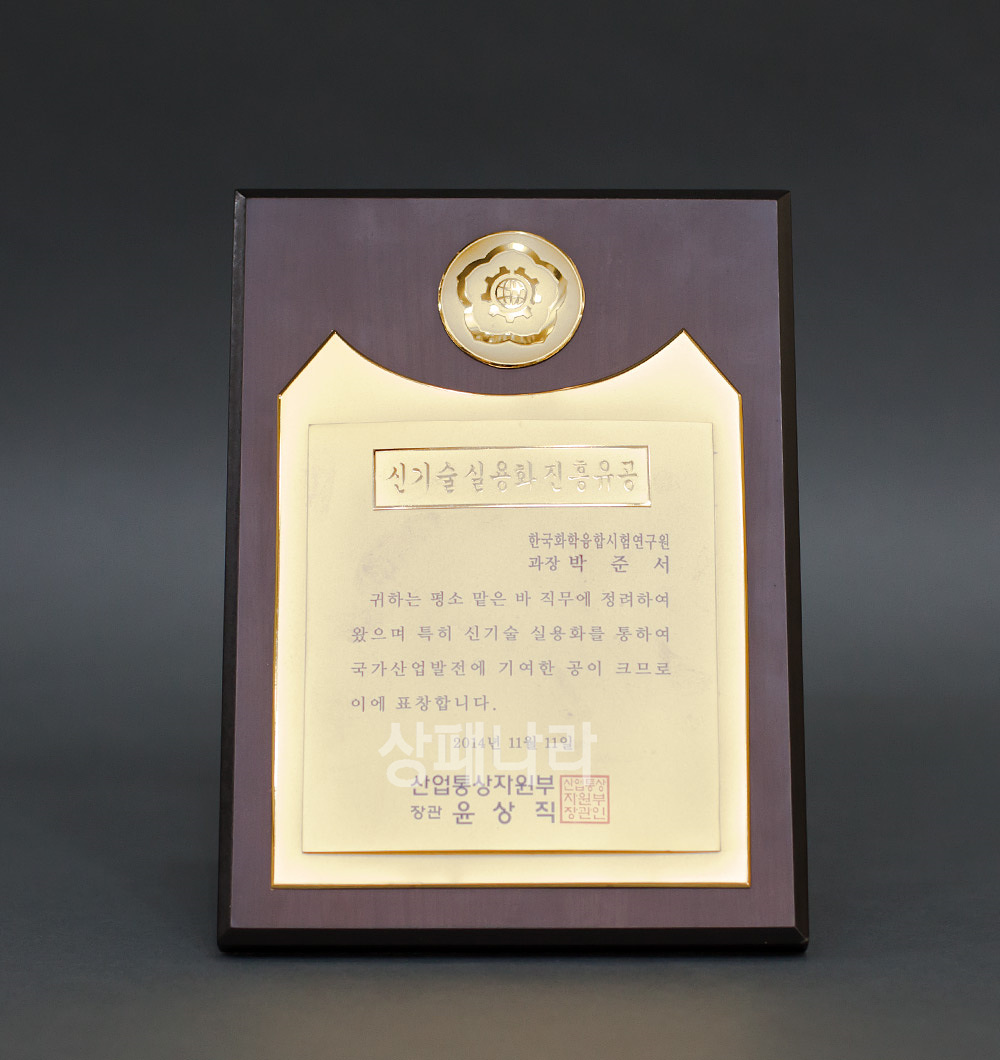 신기술실용화진흥유공
한국화학융합시험연구원
과장 박 준 서
귀하는 평소 맡은 바 직무에 정려하여
왔으며 특히 신기술 실용화를 통하여
국가산업발전에 기여한 공이 크므로
이에 표창합니다.
2014년 11월 11일
상패나라
산업통상자원부
장관 윤 상 직
산업통상
자원부
장관인